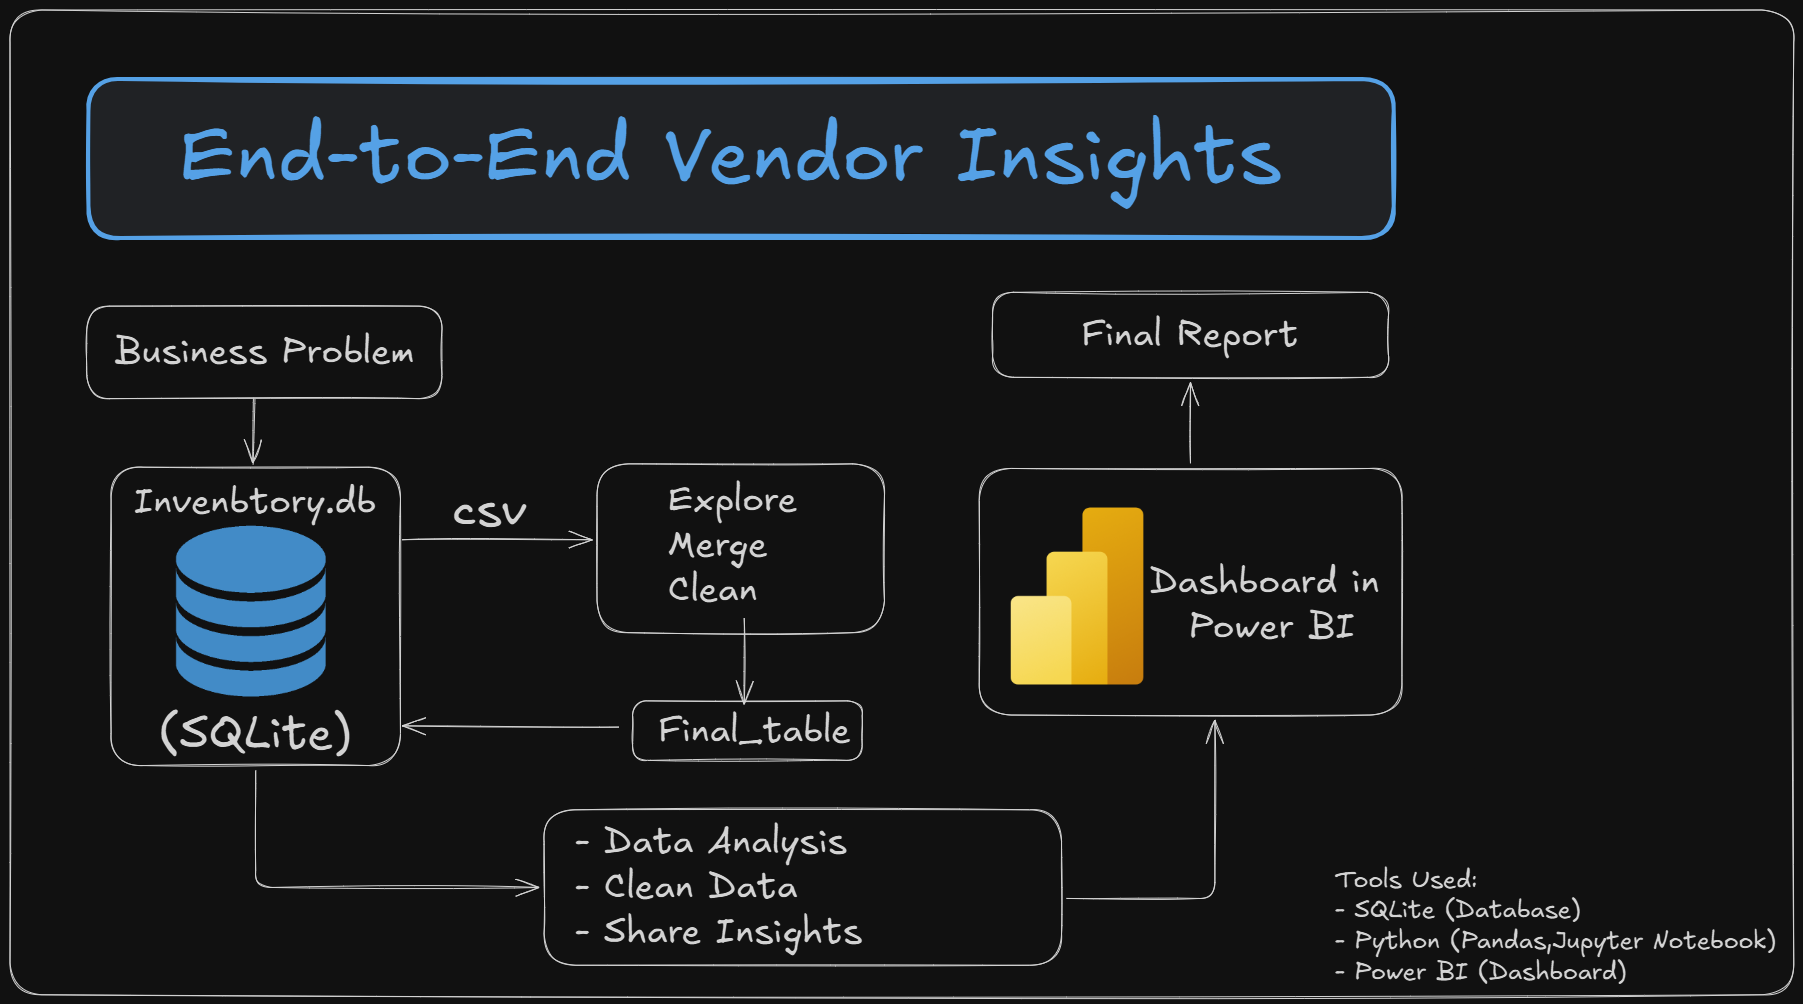 End-to-End Vendor Insights
Business Problem
Final Report
Invenbtory.db
(SQLite)
CSV
Explore
Merge
Clean
Final_table
Dashboard in
Power BI
- Data Analysis
- Clean Data
- Share Insights
Tools Used:
- SQLite (Database)
- Python (Pandas,Jupyter Notebook)
- Power BI (Dashboard)